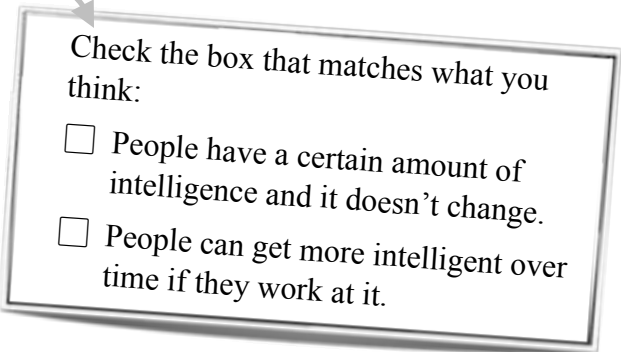 Check the box that matches what you
think:
☐ People have a certain amount of
intelligence and it doesn’t change.
☐ People can get more intelligent over
time if they work at it.